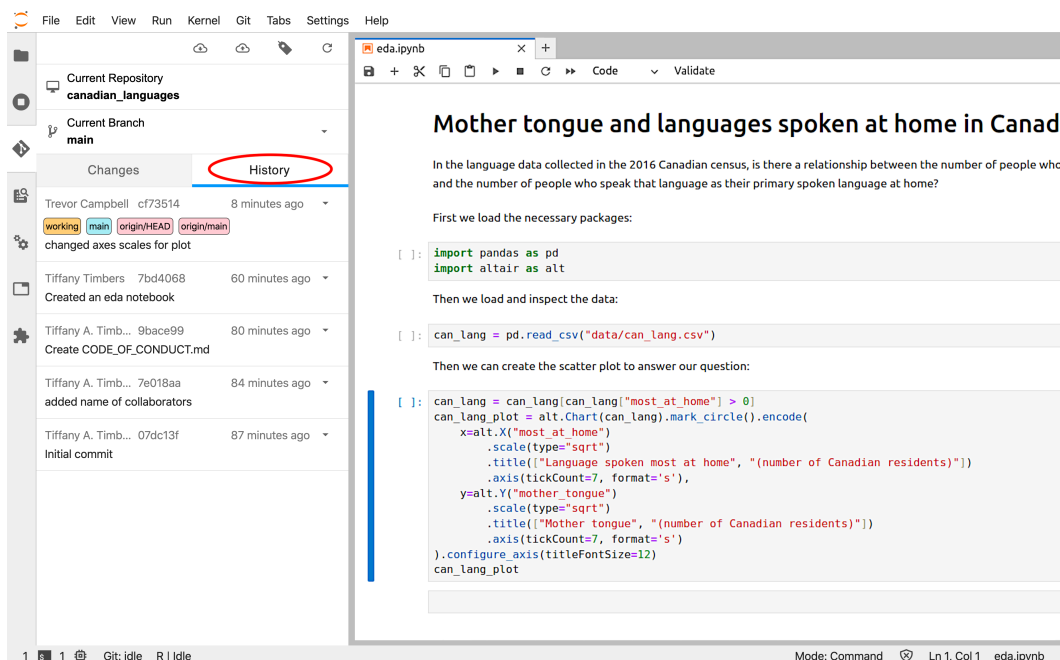 File Edit View Run Kernel Git Tabs Settings Help
Current Repository
canadian_languages
Current Branch
main
Changes History
Trevor Campbell cf73514 8 minutes ago
working main origin/HEAD origin/main
changed axes scales for plot
Tiffany Timbers 7bd4068 60 minutes ago
Created an eda notebook
Tiffany A. Timb... 9bace99 80 minutes ago
Create CODE_OF_CONDUCT.md
Tiffany A. Timb... 7e018aa 84 minutes ago
added name of collaborators
Tiffany A. Timb... 07dc13f 87 minutes ago
Initial commit
eda.ipynb
Code Validate
Mother tongue and languages spoken at home in Canad
In the language data collected in the 2016 Canadian census, is there a relationship between the number of people who
and the number of people who speak that language as their primary spoken language at home?
First we load the necessary packages:
[ ]: import pandas as pd
import altair as alt
Then we load and inspect the data:
[ ]: can_lang = pd.read_csv("data/can_lang.csv")
Then we can create the scatter plot to answer our question:
[ ]: can_lang = can_lang[can_lang["most_at_home"] > 0]
can_lang_plot = alt.Chart(can_lang).mark_circle().encode(
    x=alt.X("most_at_home")
        .scale(type="sqrt")
        .title(["Language spoken most at home", "(number of Canadian residents)"])
        .axis(tickCount=7, format='s'),
    y=alt.Y("mother_tongue")
        .scale(type="sqrt")
        .title(["Mother tongue", "(number of Canadian residents)"])
        .axis(tickCount=7, format='s')
).configure_axis(titleFontSize=12)
can_lang_plot
1 $_ 1 Git: idle R | Idle Mode: Command Ln 1, Col 1 eda.ipynb